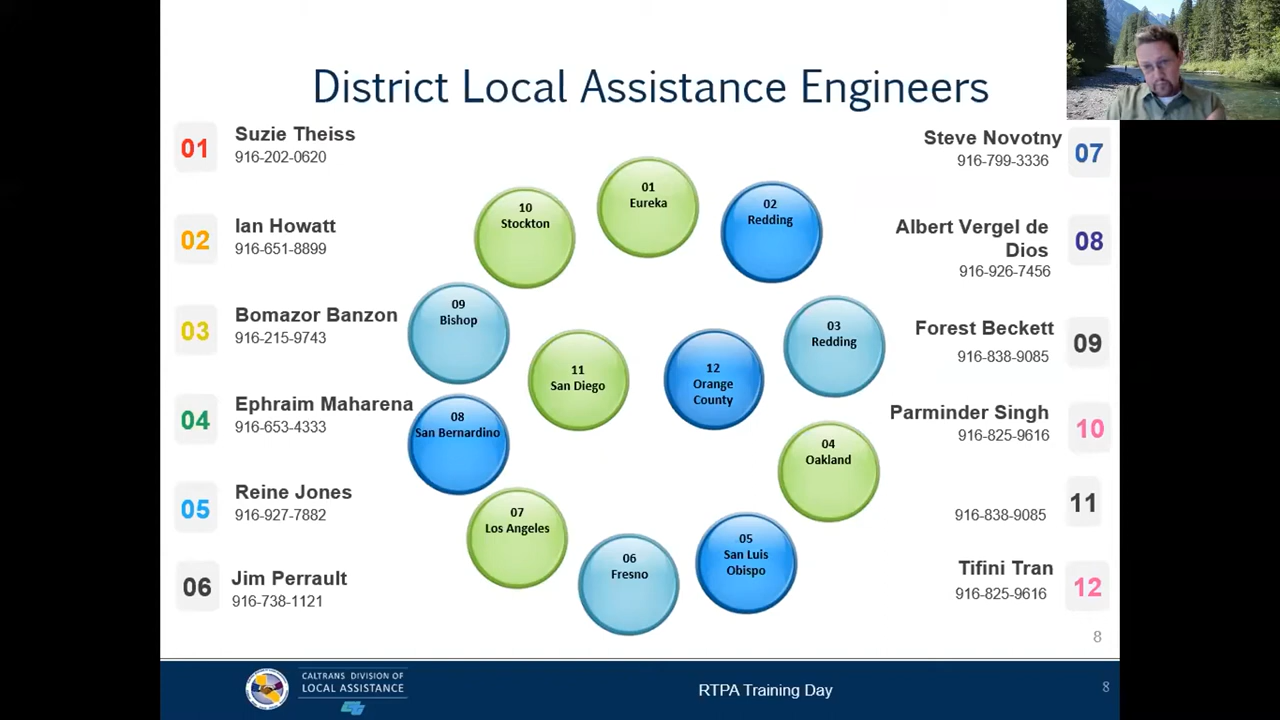 District Local Assistance Engineers
01
Suzie Theiss
916-202-0620
02
Ian Howatt
916-651-8899
03
Bomazor Banzon
916-215-9743
04
Ephraim Maharena
916-653-4333
05
Reine Jones
916-927-7882
06
Jim Perrault
916-738-1121
01
Eureka
02
Redding
03
Redding
04
Oakland
05
San Luis
Obispo
06
Fresno
07
Los Angeles
08
San Bernardino
09
Bishop
10
Stockton
11
San Diego
12
Orange
County
Steve Novotny
916-799-3336
07
Albert Vergel de
Dios
916-926-7456
08
Forest Beckett
916-838-9085
09
Parminder Singh
916-825-9616
10
916-838-9085
11
Tifini Tran
916-825-9616
12
8
CALTRANS DIVISION OF
LOCAL ASSISTANCE
RTPA Training Day
8